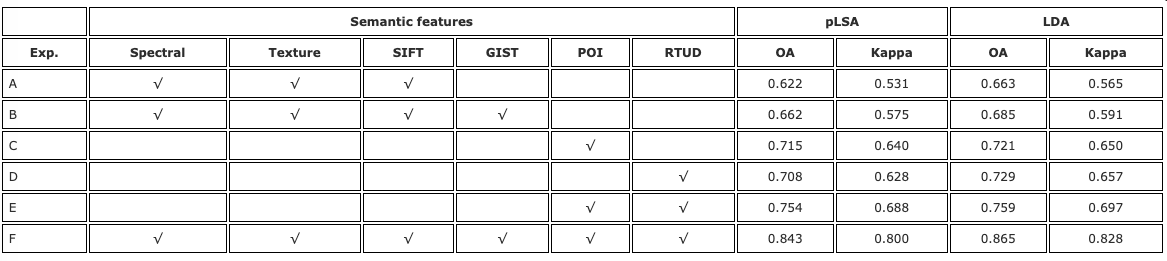 Semantic features pLSA LDA
Exp. Spectral Texture SIFT GIST POI RTUD OA Kappa OA Kappa
A √ √ √ 0.622 0.531 0.663 0.565
B √ √ √ √ 0.662 0.575 0.685 0.591
C √ 0.715 0.640 0.721 0.650
D √ 0.708 0.628 0.729 0.657
E √ √ 0.754 0.688 0.759 0.697
F √ √ √ √ √ √ 0.843 0.800 0.865 0.828